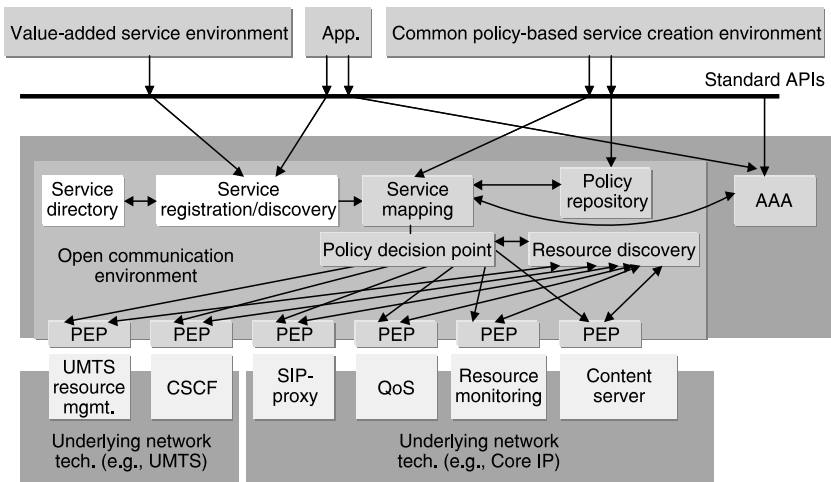 Value-added service environment
App.
Common policy-based service creation environment
Standard APIs
Service
directory
Service
registration/discovery
Service
mapping
Policy
repository
AAA
Open communication
environment
Policy decision point
Resource discovery
PEP
PEP
PEP
PEP
PEP
PEP
UMTS
resource
mgmt.
CSCF
SIP-
proxy
QoS
Resource
monitoring
Content
server
Underlying network
tech. (e.g., UMTS)
Underlying network
tech. (e.g., Core IP)